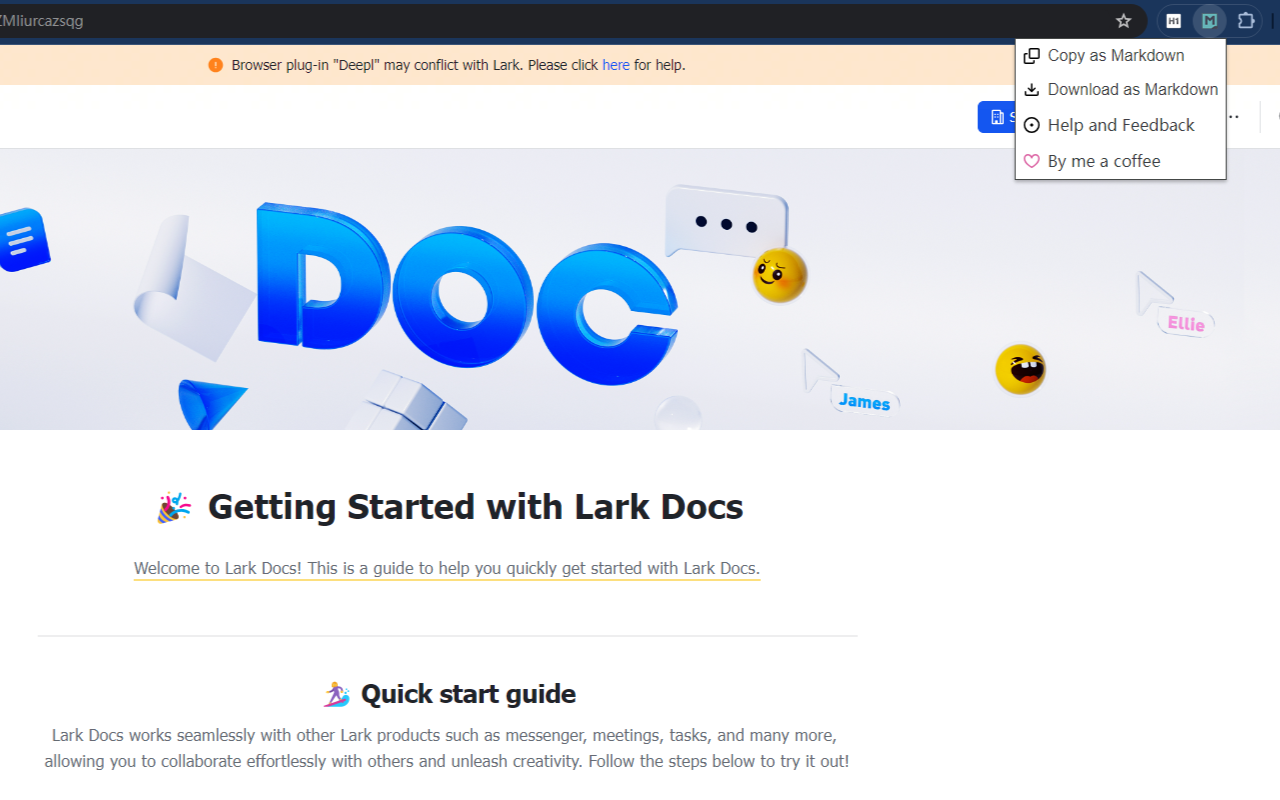 ZMliurcazsqg
H1
M
Copy as Markdown
Download as Markdown
Help and Feedback
By me a coffee
Browser plug-in "Deepl" may conflict with Lark. Please click here for help.
DOC
Ellie
James
Getting Started with Lark Docs
Welcome to Lark Docs! This is a guide to help you quickly get started with Lark Docs.
Quick start guide
Lark Docs works seamlessly with other Lark products such as messenger, meetings, tasks, and many more,
allowing you to collaborate effortlessly with others and unleash creativity. Follow the steps below to try it out!